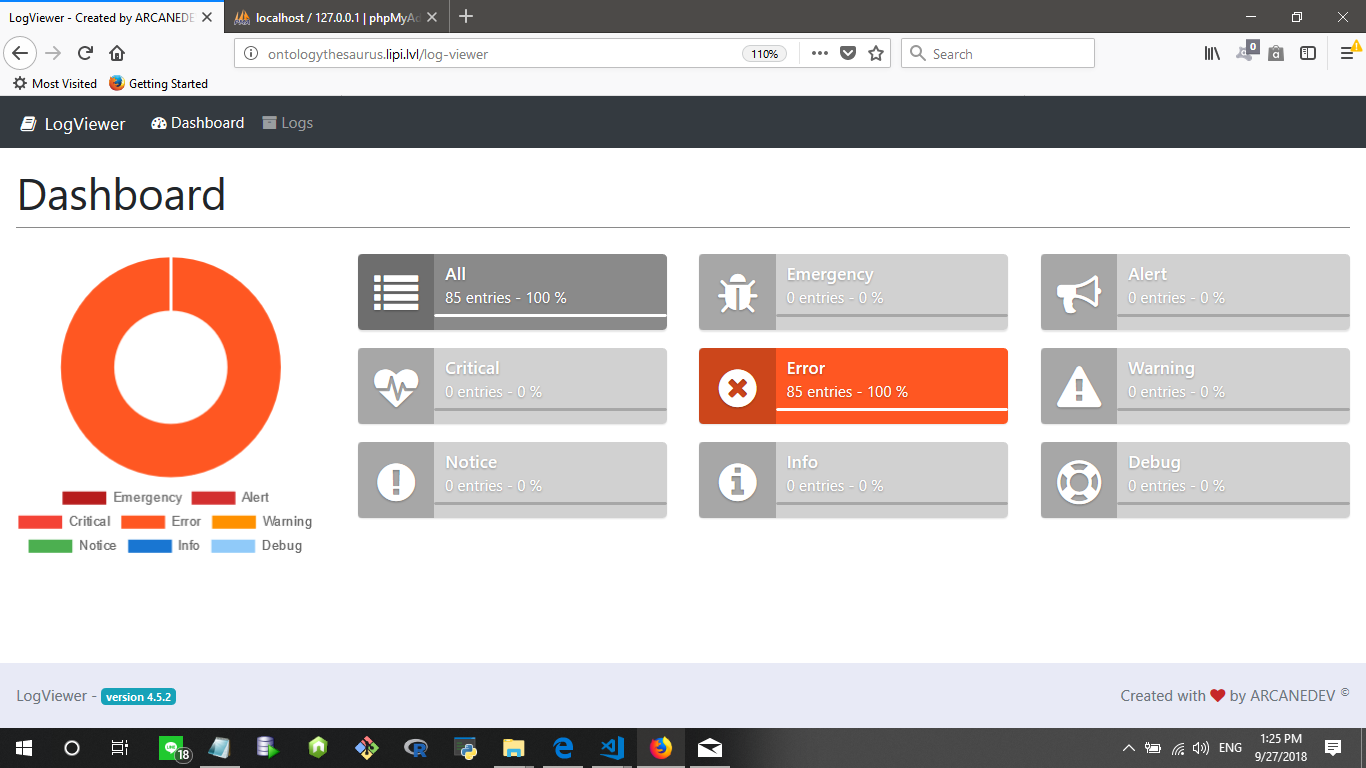 LogViewer - Created by ARCANEDE
localhost / 127.0.0.1 | phpMyAd
ontologythesaurus.lipi.lvl/log-viewer
110%
Search
0
Most Visited
Getting Started
LogViewer
Dashboard
Logs
Dashboard
All
85 entries - 100 %
Emergency
0 entries - 0 %
Alert
0 entries - 0 %
Critical
0 entries - 0 %
Error
85 entries - 100 %
Warning
0 entries - 0 %
Notice
0 entries - 0 %
Info
0 entries - 0 %
Debug
0 entries - 0 %
Emergency Alert
Critical Error Warning
Notice Info Debug
LogViewer - version 4.5.2
Created with ❤ by ARCANEDEV ©
LINE
18
ENG
1:25 PM
9/27/2018